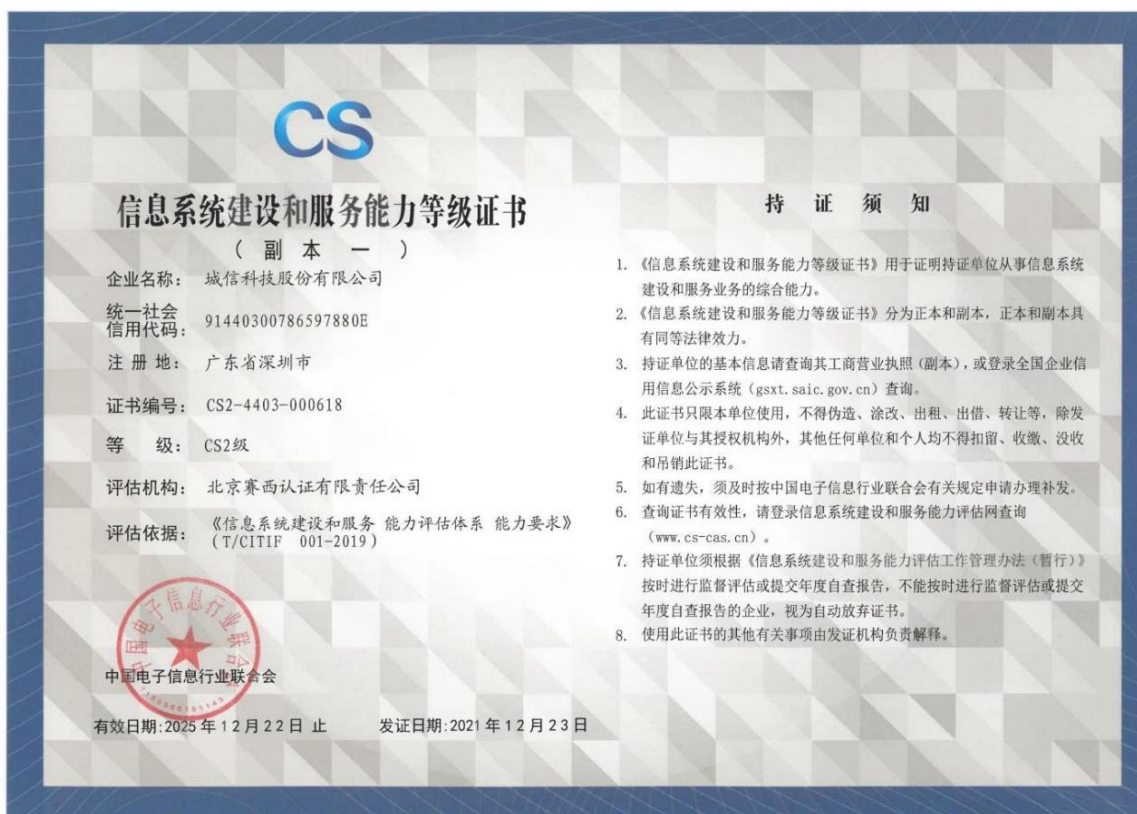 CS
信息系统建设和服务能力等级证书
（副本一）
企业名称： 城信科技股份有限公司
统一社会
信用代码： 91440300786597880E
注 册 地： 广东省深圳市
证书编号： CS2-4403-000618
等 级： CS2级
评估机构： 北京赛西认证有限责任公司
评估依据： 《信息系统建设和服务 能力评估体系 能力要求》
（T/CITIF 001-2019）
中国电子信息行业联合会
中国电子信息行业联合会
有效日期:2025年12月22日 止 发证日期:2021年12月23日
持 证 须 知
1. 《信息系统建设和服务能力等级证书》用于证明持证单位从事信息系统
建设和服务业务的综合能力。
2. 《信息系统建设和服务能力等级证书》分为正本和副本，正本和副本具
有同等法律效力。
3. 持证单位的基本信息请查询其工商营业执照（副本），或登录全国企业信
用信息公示系统（gsxt.saic.gov.cn）查询。
4. 此证书只限本单位使用，不得伪造、涂改、出租、出借、转让等，除发
证单位与其授权机构外，其他任何单位和个人均不得扣留、收缴、没收
和吊销此证书。
5. 如有遗失，须及时按中国电子信息行业联合会有关规定申请办理补发。
6. 查询证书有效性，请登录信息系统建设和服务能力评估网查询
（www.cs-cas.cn）。
7. 持证单位须根据《信息系统建设和服务能力评估工作管理办法（暂行）》
按时进行监督评估或提交年度自查报告，不能按时进行监督评估或提交
年度自查报告的企业，视为自动放弃证书。
8. 使用此证书的其他有关事项由发证机构负责解释。